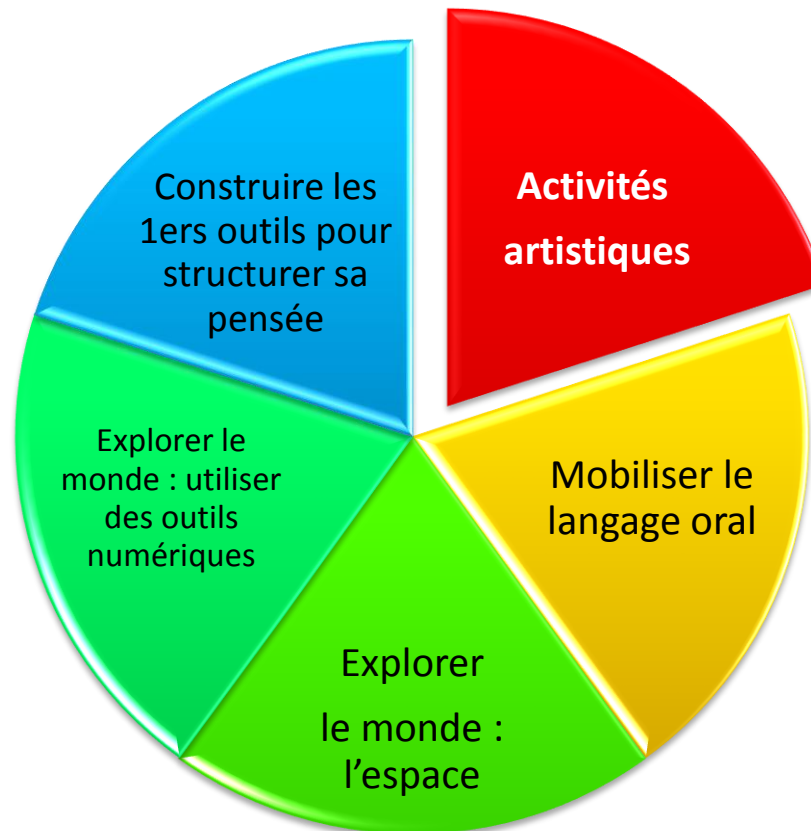 Activités
artistiques
Mobiliser le
langage oral
Explorer
le monde :
l’espace
Explorer le
monde : utiliser
des outils
numériques
Construire les
1ers outils pour
structurer sa
pensée